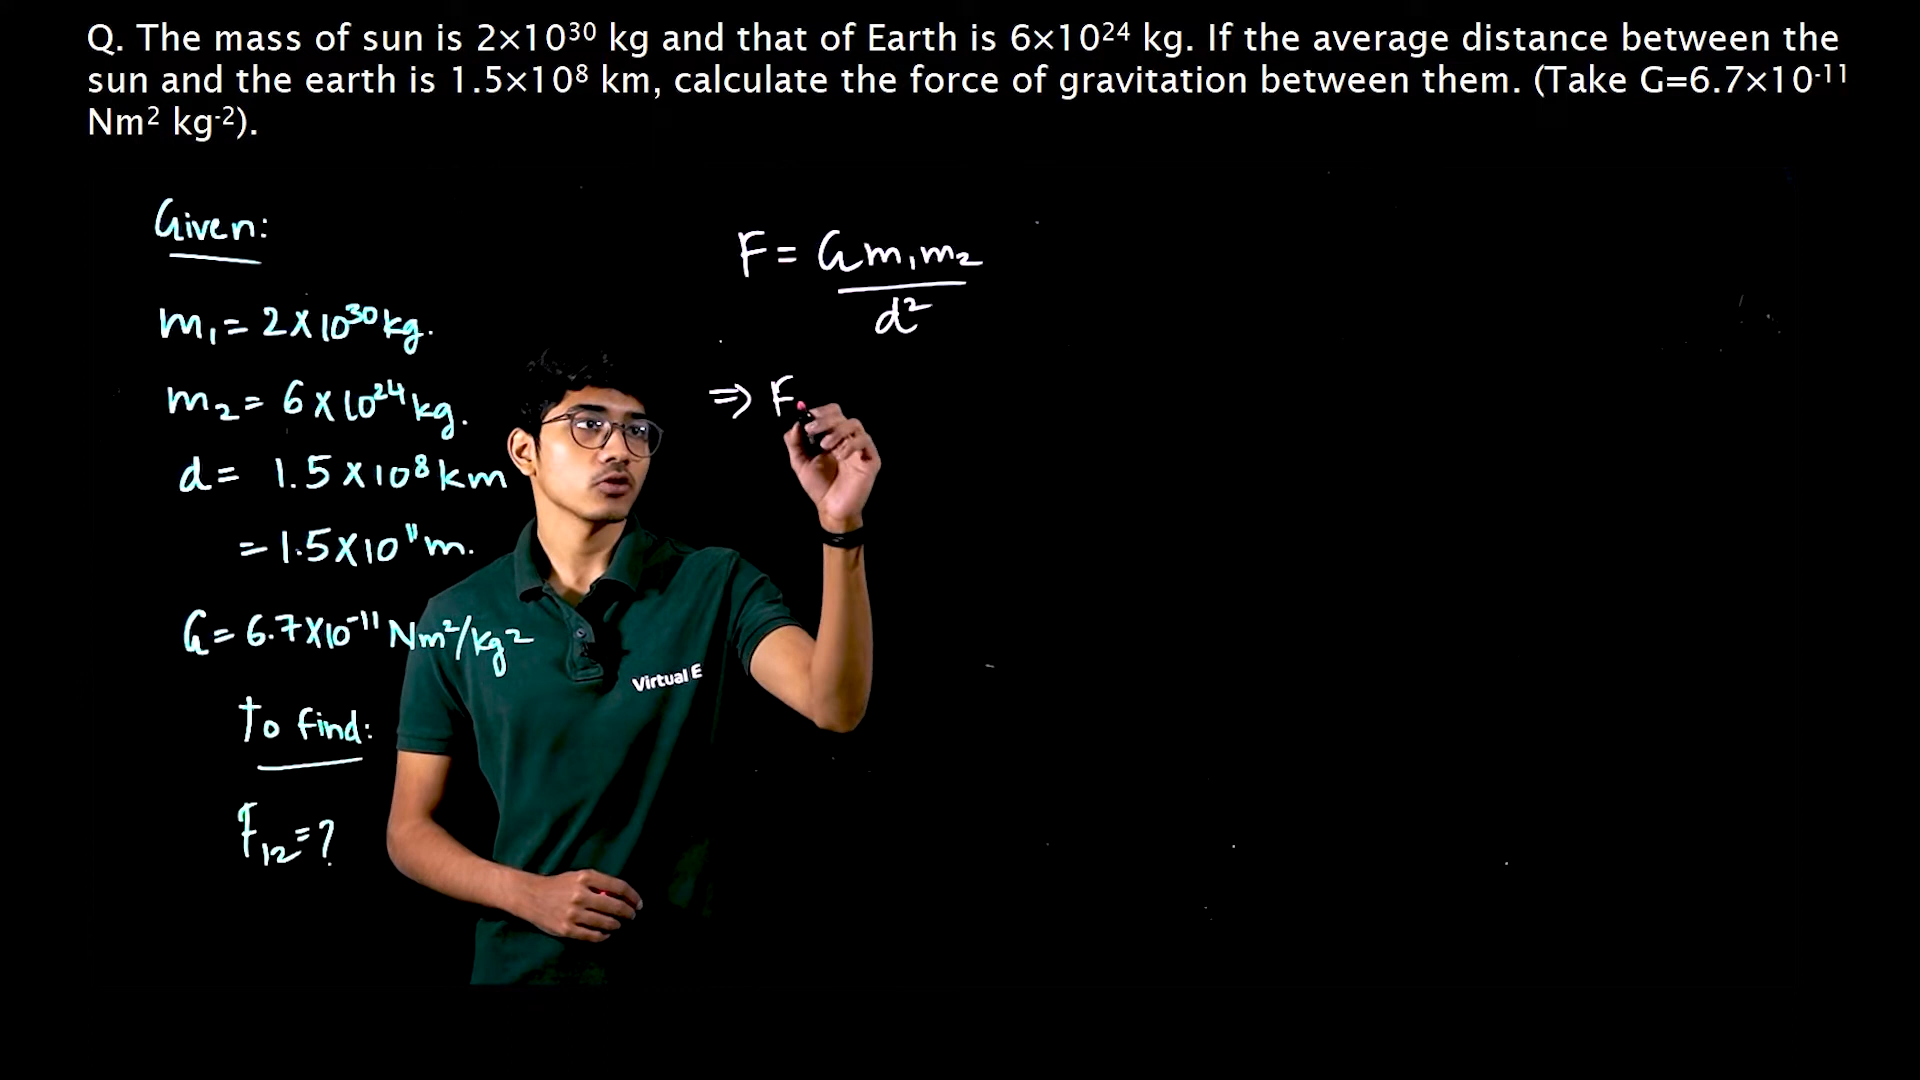 Q. The mass of sun is 2×10³⁰ kg and that of Earth is 6×10²⁴ kg. If the average distance between the
sun and the earth is 1.5×10⁸ km, calculate the force of gravitation between them. (Take G=6.7×10⁻¹¹
Nm² kg⁻²).
Given:
m₁ = 2×10³⁰ kg.
m₂ = 6×10²⁴ kg.
d = 1.5×10⁸ km
= 1.5×10¹¹ m.
G = 6.7×10⁻¹¹ Nm²/kg²
To find:
F₁₂ = ?
F = Gm₁m₂
d²
⇒ F
Virtual E